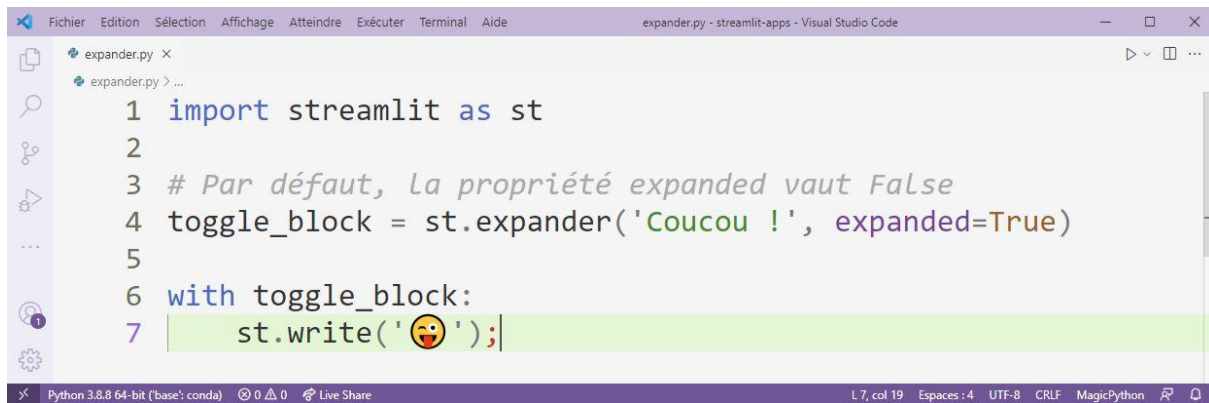 Fichier Edition Sélection Affichage Atteindre Exécuter Terminal Aide expander.py - streamlit-apps - Visual Studio Code
expander.py
expander.py > ...
1 import streamlit as st
2
3 # Par défaut, la propriété expanded vaut False
4 toggle_block = st.expander('Coucou !', expanded=True)
5
6 with toggle_block:
7 st.write('😜');
1
Python 3.8.8 64-bit ('base': conda) 0 0 Live Share L 7, col 19 Espaces : 4 UTF-8 CRLF MagicPython